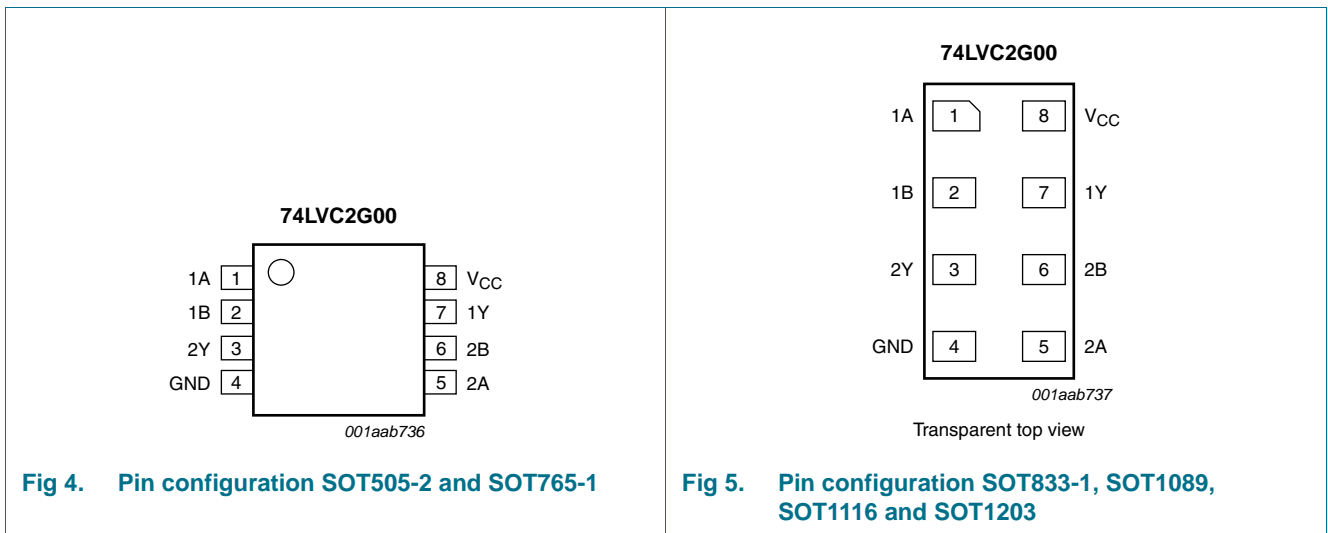 74LVC2G00
1A 1 8 VCC
1B 2 7 1Y
2Y 3 6 2B
GND 4 5 2A
001aab736
Fig 4. Pin configuration SOT505-2 and SOT765-1
74LVC2G00
1A 1 8 VCC
1B 2 7 1Y
2Y 3 6 2B
GND 4 5 2A
001aab737
Transparent top view
Fig 5. Pin configuration SOT833-1, SOT1089,
SOT1116 and SOT1203